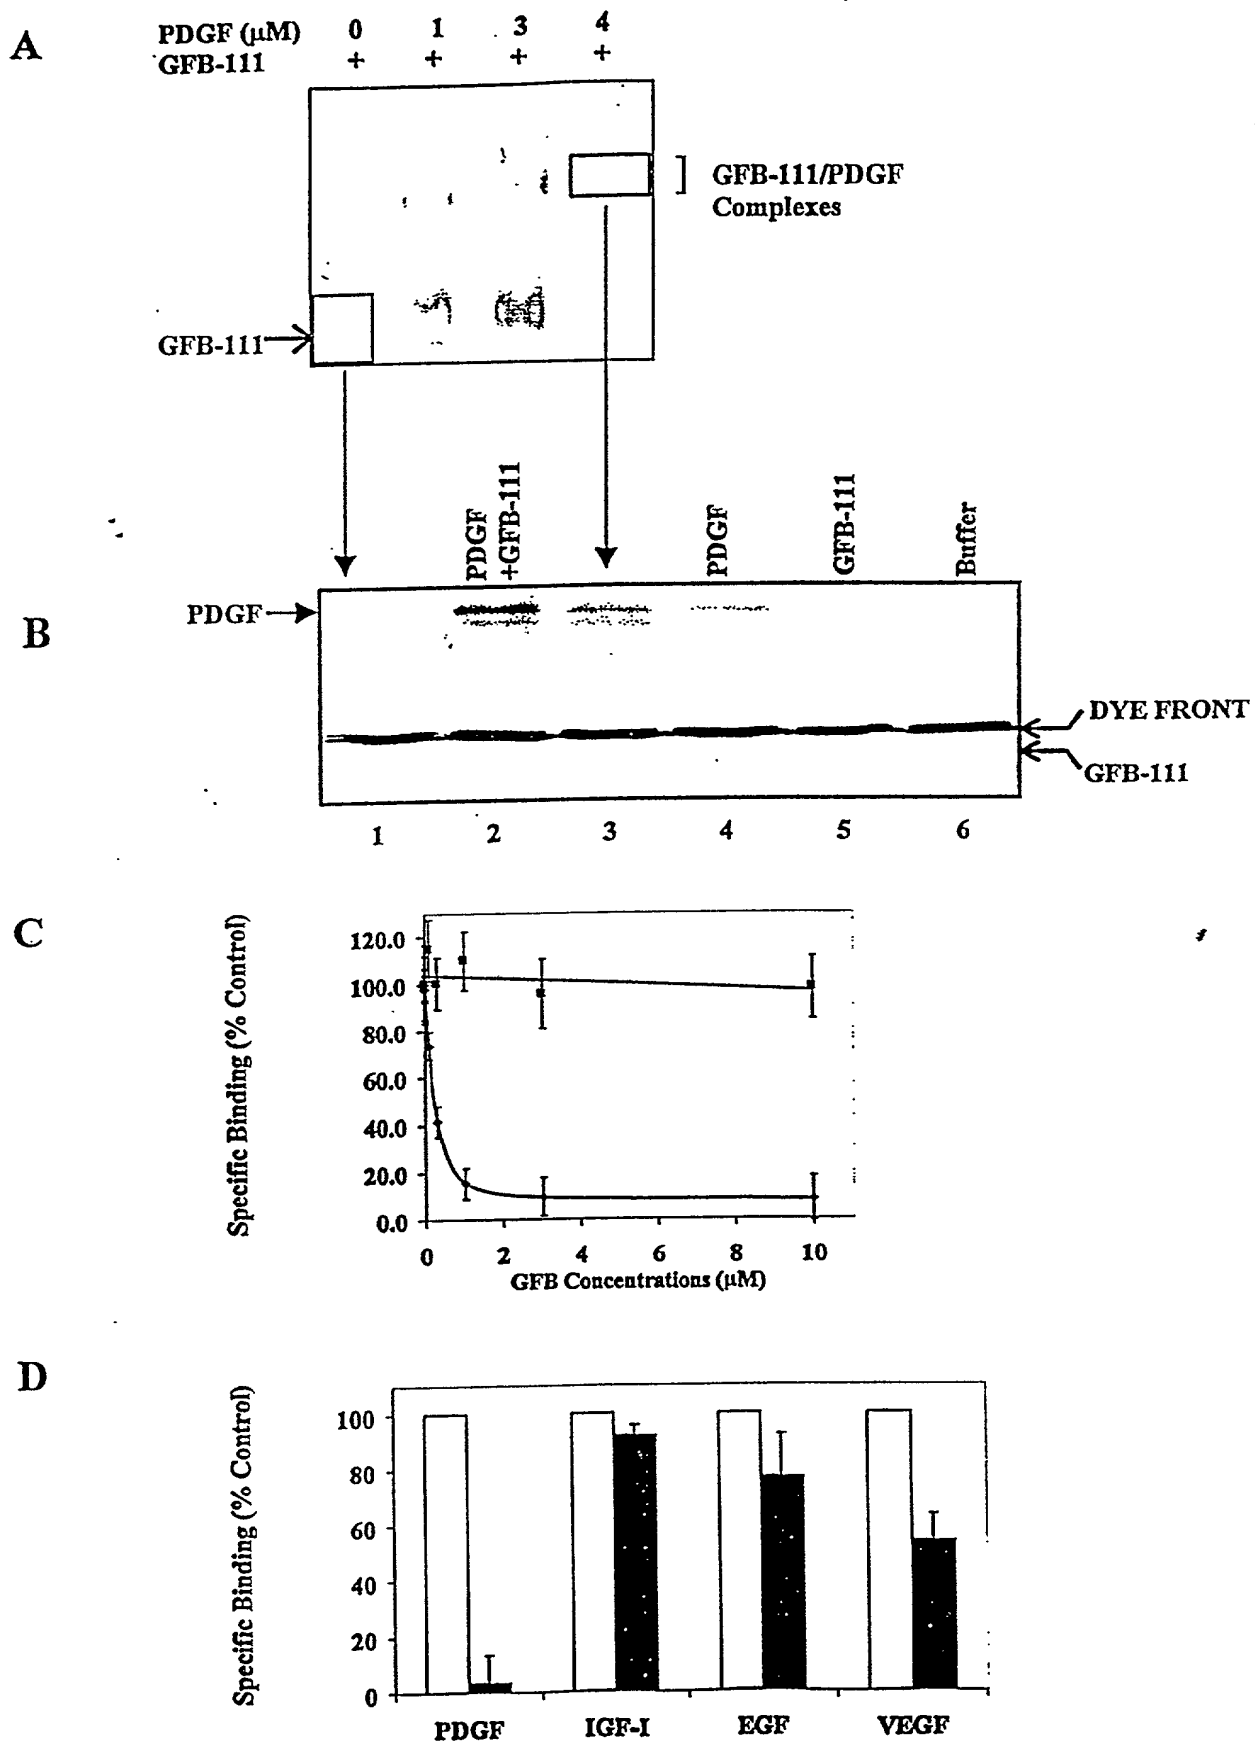 A
PDGF (µM) 0 1 3 4
GFB-111 + + + +
GFB-111/PDGF
Complexes
GFB-111
PDGF
+GFB-111
PDGF
GFB-111
Buffer
B
PDGF
DYE FRONT
GFB-111
1 2 3 4 5 6
C
Specific Binding (% Control)
120.0
100.0
80.0
60.0
40.0
20.0
0.0
0 2 4 6 8 10
GFB Concentrations (µM)
D
Specific Binding (% Control)
100
80
60
40
20
0
PDGF IGF-I EGF VEGF